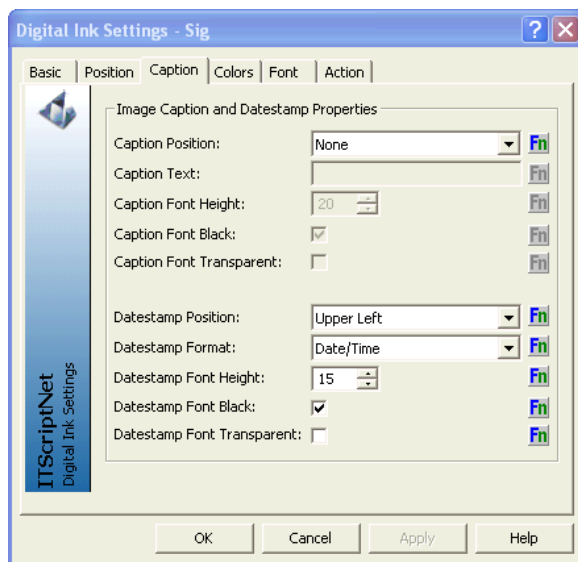 Digital Ink Settings - Sig
Basic Position Caption Colors Font Action
Image Caption and Datestamp Properties
Caption Position: None Fn
Caption Text: Fn
Caption Font Height: 20 Fn
Caption Font Black: Fn
Caption Font Transparent: Fn
Datestamp Position: Upper Left Fn
Datestamp Format: Date/Time Fn
Datestamp Font Height: 15 Fn
Datestamp Font Black: Fn
Datestamp Font Transparent: Fn
ITScriptNet
Digital Ink Settings
OK Cancel Apply Help